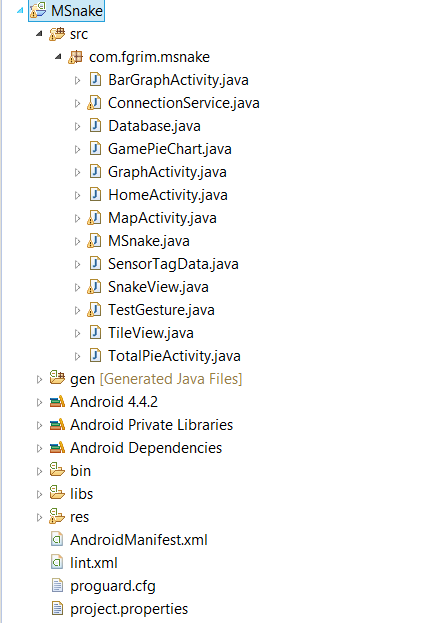 MSnake
src
com.fgrim.msnake
BarGraphActivity.java
ConnectionService.java
Database.java
GamePieChart.java
GraphActivity.java
HomeActivity.java
MapActivity.java
MSnake.java
SensorTagData.java
SnakeView.java
TestGesture.java
TileView.java
TotalPieActivity.java
gen [Generated Java Files]
Android 4.4.2
Android Private Libraries
Android Dependencies
bin
libs
res
AndroidManifest.xml
lint.xml
proguard.cfg
project.properties